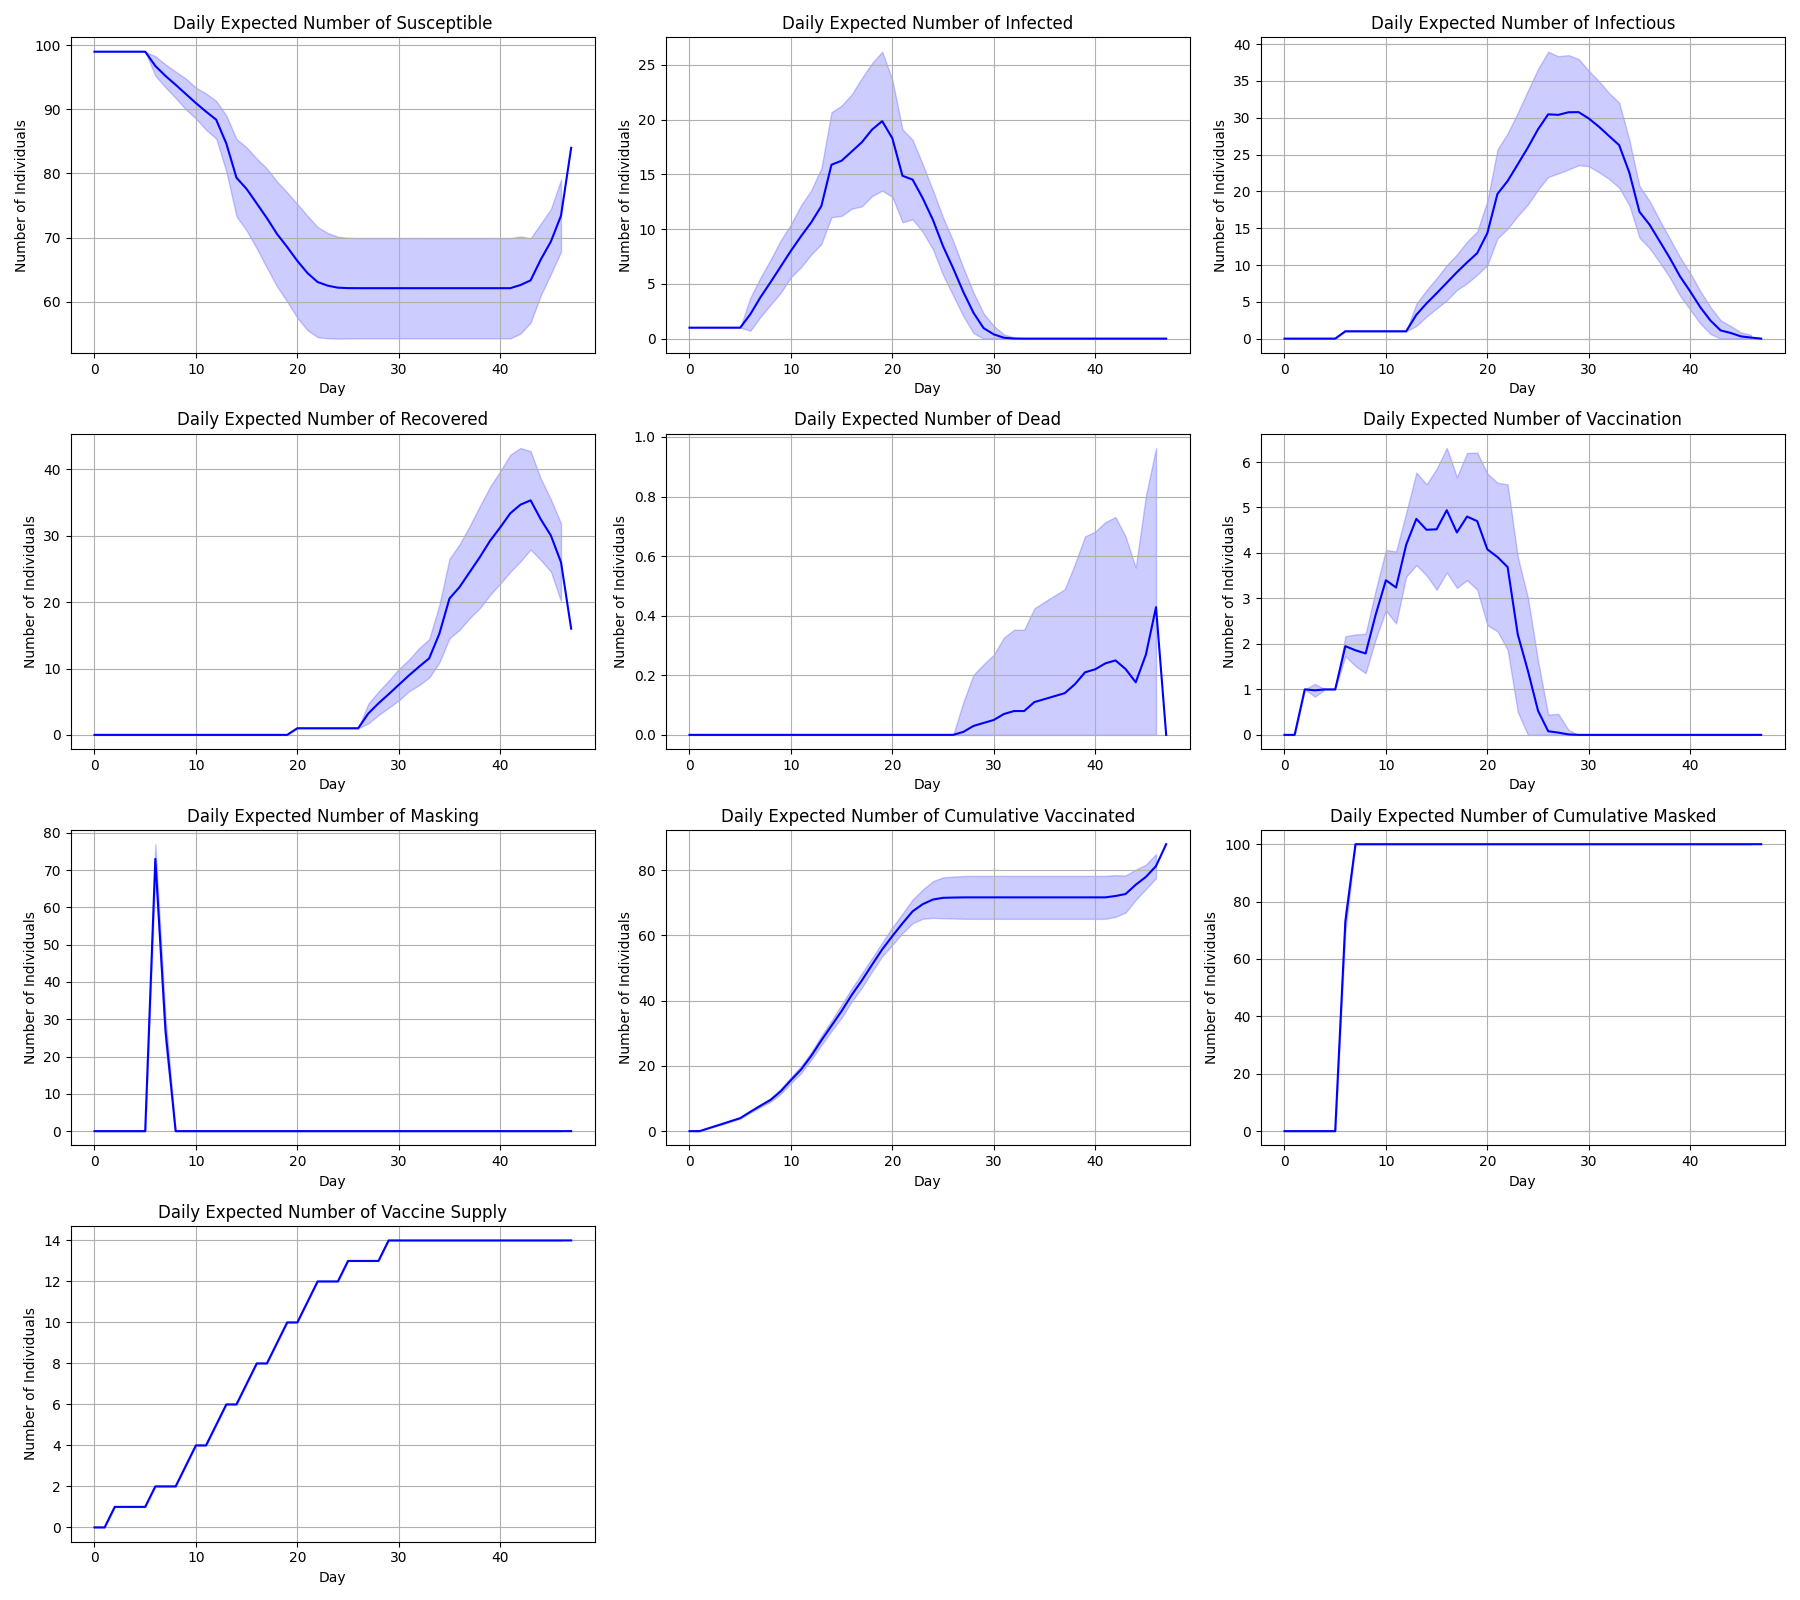 Daily Expected Number of Susceptible
Number of Individuals
100
90
80
70
60
0 10 20 30 40
Day
Daily Expected Number of Infected
Number of Individuals
25
20
15
10
5
0
0 10 20 30 40
Day
Daily Expected Number of Infectious
Number of Individuals
40
35
30
25
20
15
10
5
0
0 10 20 30 40
Day
Daily Expected Number of Recovered
Number of Individuals
40
30
20
10
0
0 10 20 30 40
Day
Daily Expected Number of Dead
Number of Individuals
1.0
0.8
0.6
0.4
0.2
0.0
0 10 20 30 40
Day
Daily Expected Number of Vaccination
Number of Individuals
6
5
4
3
2
1
0
0 10 20 30 40
Day
Daily Expected Number of Masking
Number of Individuals
80
70
60
50
40
30
20
10
0
0 10 20 30 40
Day
Daily Expected Number of Cumulative Vaccinated
Number of Individuals
80
60
40
20
0
0 10 20 30 40
Day
Daily Expected Number of Cumulative Masked
Number of Individuals
100
80
60
40
20
0
0 10 20 30 40
Day
Daily Expected Number of Vaccine Supply
Number of Individuals
14
12
10
8
6
4
2
0
0 10 20 30 40
Day